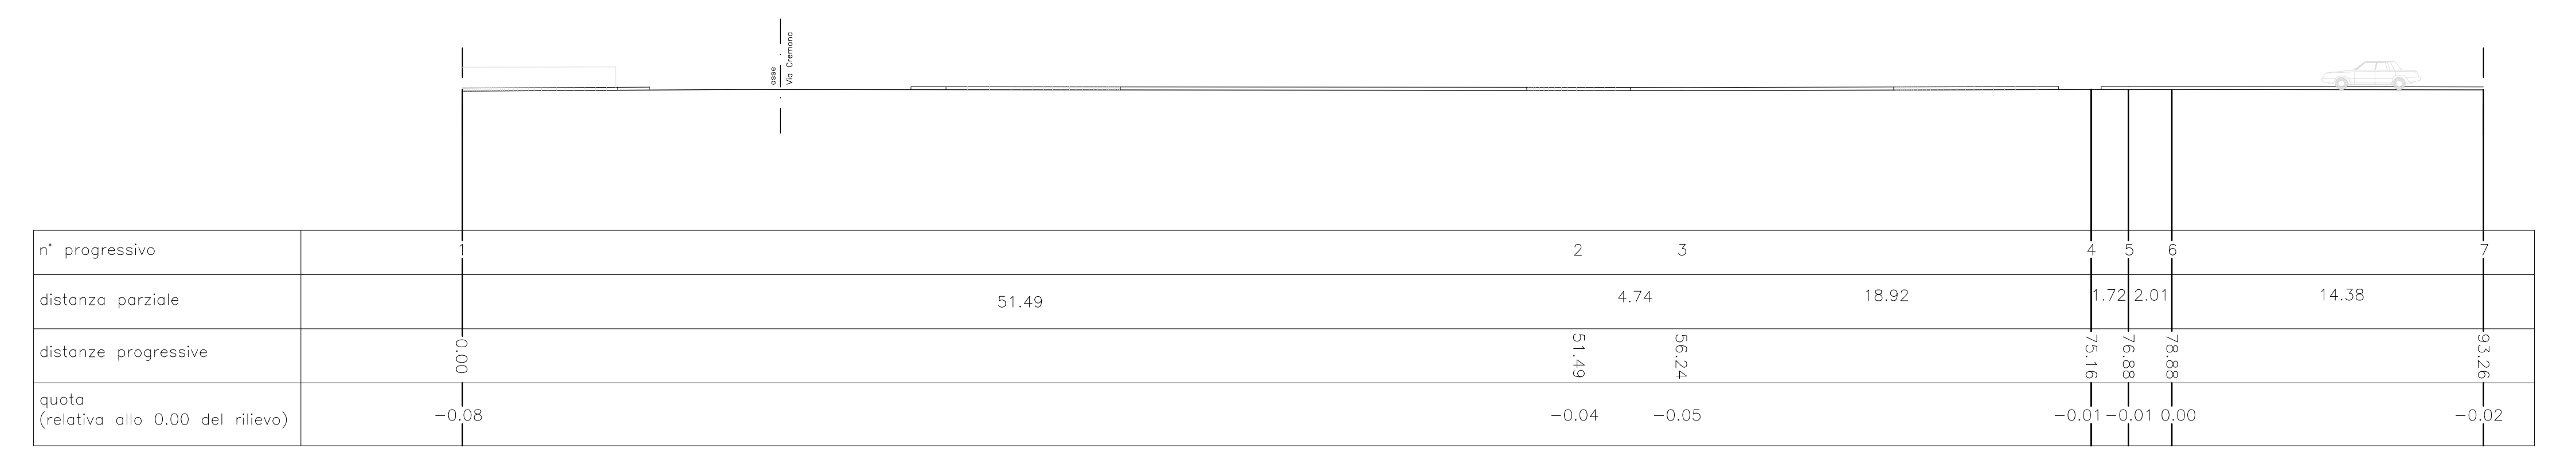 asse
Via Cremona
n° progressivo
1 2 3 4 5 6 7
distanza parziale
51.49 4.74 18.92 1.72 2.01 14.38
distanze progressive
0.00 51.49 56.24 75.16 76.88 78.88 93.26
quota
(relativa allo 0.00 del rilievo)
-0.08 -0.04 -0.05 -0.01 -0.01 0.00 -0.02